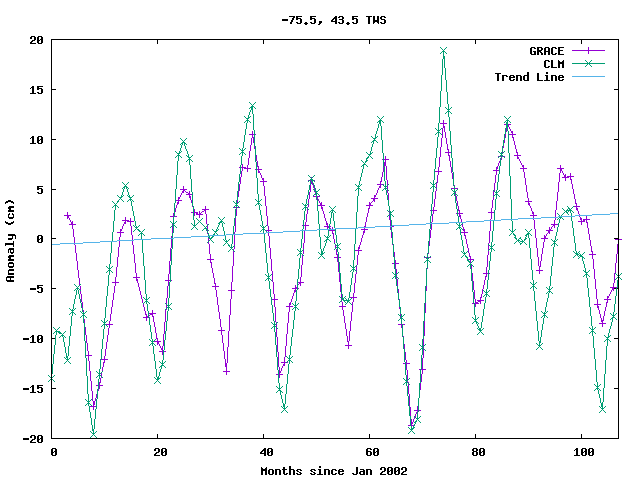 -75.5, 43.5 TWS
GRACE
CLM
Trend Line
20
15
10
5
0
-5
-10
-15
-20
Anomaly (cm)
0 20 40 60 80 100
Months since Jan 2002